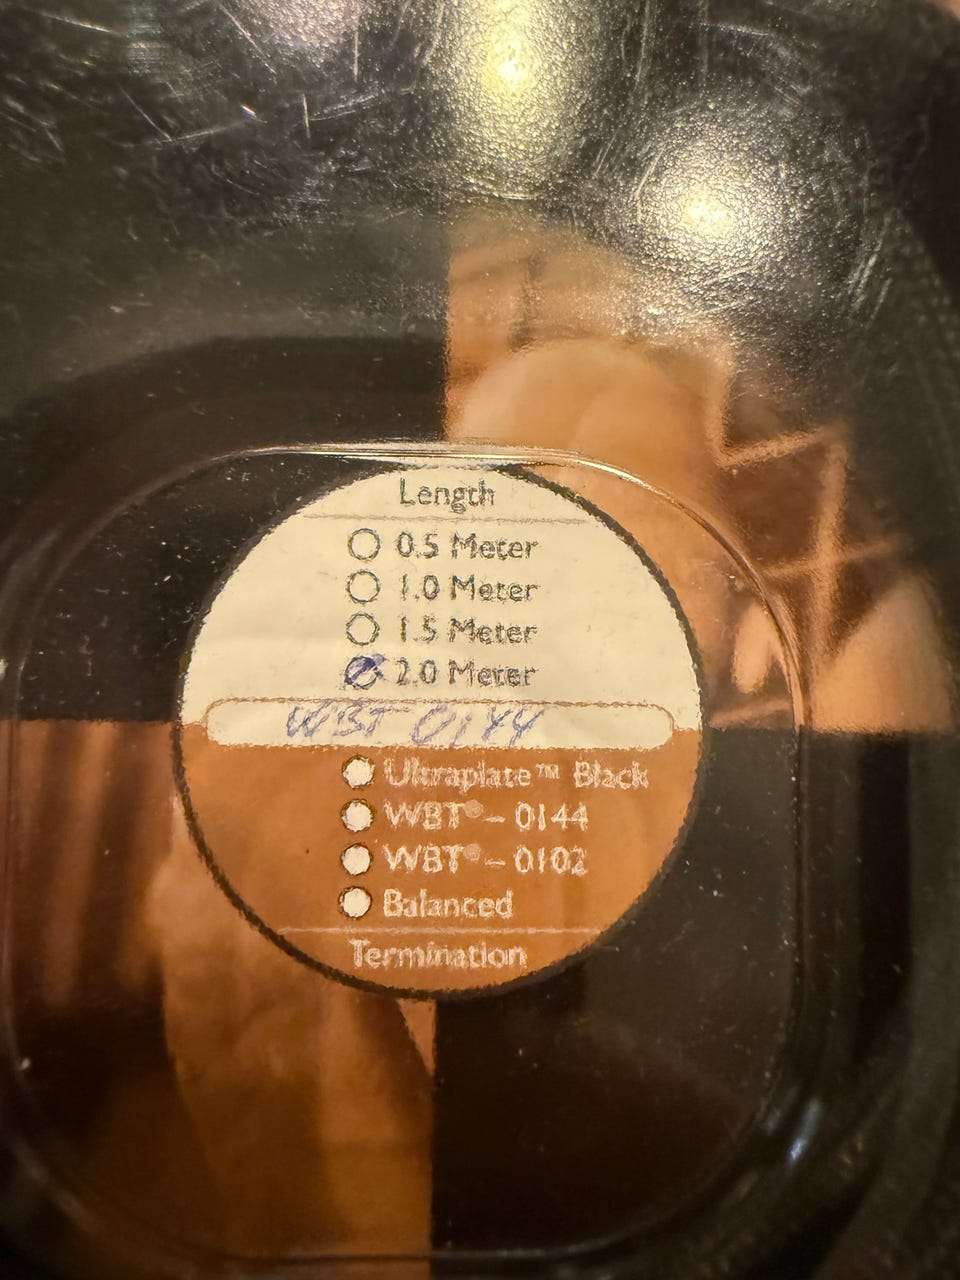 Length
0.5 Meter
1.0 Meter
1.5 Meter
2.0 Meter
WBT 0144
Ultraplate™ Black
WBT® – 0144
WBT® – 0102
Balanced
Termination